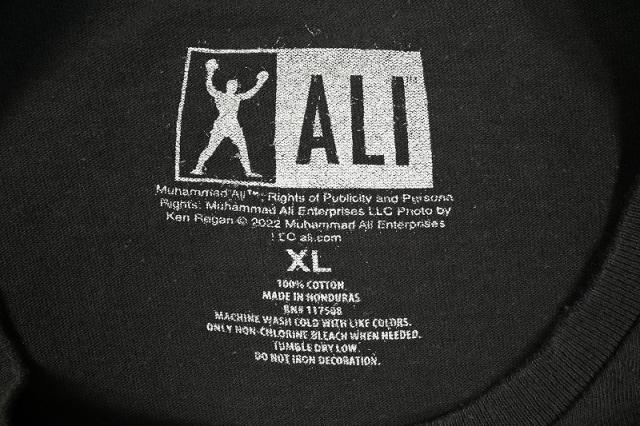 ALI™
Muhammad Ali™; Rights of Publicity and Persona
Rights: Muhammad Ali Enterprises LLC Photo by
Ken Regan © 2022 Muhammad Ali Enterprises
LLC ali.com
XL
100% COTTON
MADE IN HONDURAS
RN# 117508
MACHINE WASH COLD WITH LIKE COLORS.
ONLY NON-CHLORINE BLEACH WHEN NEEDED.
TUMBLE DRY LOW.
DO NOT IRON DECORATION.